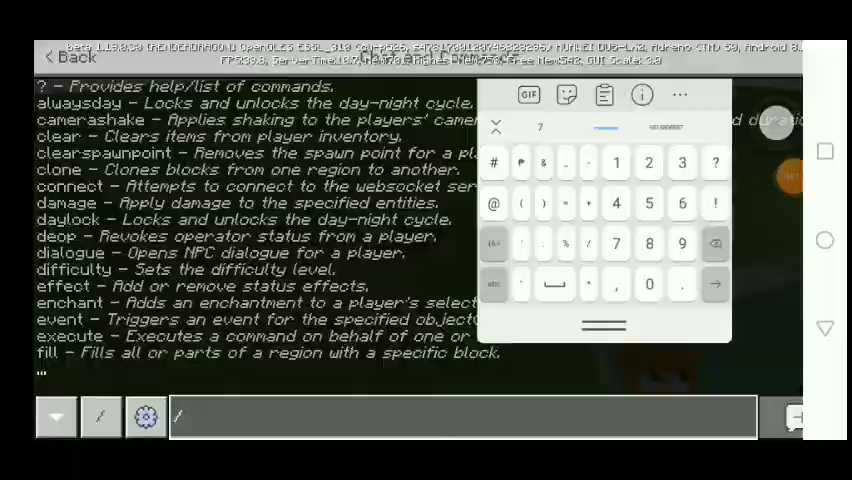 Back
Chat and Commands
? - Provides help/list of commands.
alwaysday - Locks and unlocks the day-night cycle.
camerashake - Applies shaking to the players' camer
clear - Clears items from player inventory.
clearspawnpoint - Removes the spawn point for a pl
clone - Clones blocks from one region to another.
connect - Attempts to connect to the websocket ser
damage - Apply damage to the specified entities.
daylock - Locks and unlocks the day-night cycle.
deop - Revokes operator status from a player.
dialogue - Opens NPC dialogue for a player.
difficulty - Sets the difficulty level.
effect - Add or remove status effects.
enchant - Adds an enchantment to a player's select
event - Triggers an event for the specified object
execute - Executes a command on behalf of one or
fill - Fills all or parts of a region with a specific block.
...
/ /
GIF
7
# ₱ & _ - 1 2 3 ?
@ ( ) = + 4 5 6 !
" : % / 7 8 9
abc * , 0 .